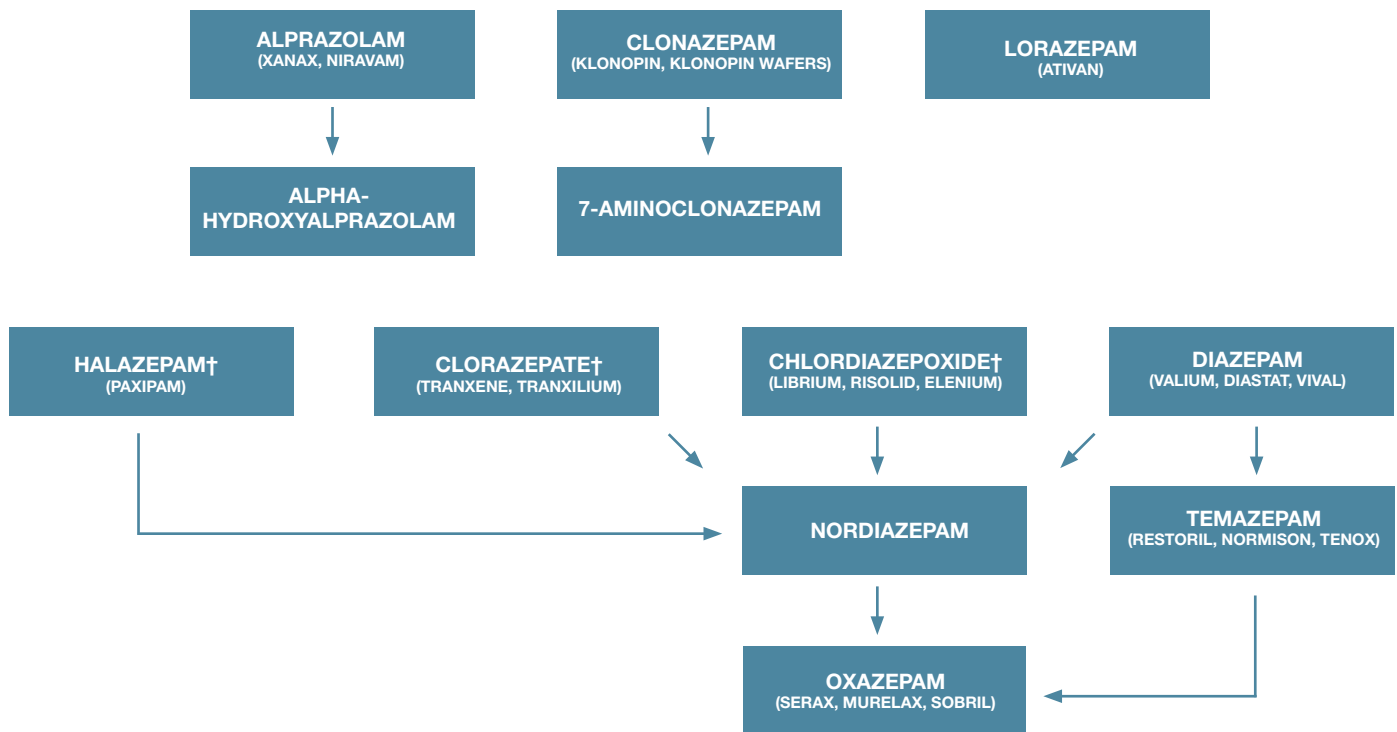 ALPRAZOLAM
(XANAX, NIRAVAM)
CLONAZEPAM
(KLONOPIN, KLONOPIN WAFERS)
LORAZEPAM
(ATIVAN)
ALPHA-
HYDROXYALPRAZOLAM
7-AMINOCLONAZEPAM
HALAZEPAM†
(PAXIPAM)
CLORAZEPATE†
(TRANXENE, TRANXILIUM)
CHLORDIAZEPOXIDE†
(LIBRIUM, RISOLID, ELENIUM)
DIAZEPAM
(VALIUM, DIASTAT, VIVAL)
NORDIAZEPAM
TEMAZEPAM
(RESTORIL, NORMISON, TENOX)
OXAZEPAM
(SERAX, MURELAX, SOBRIL)